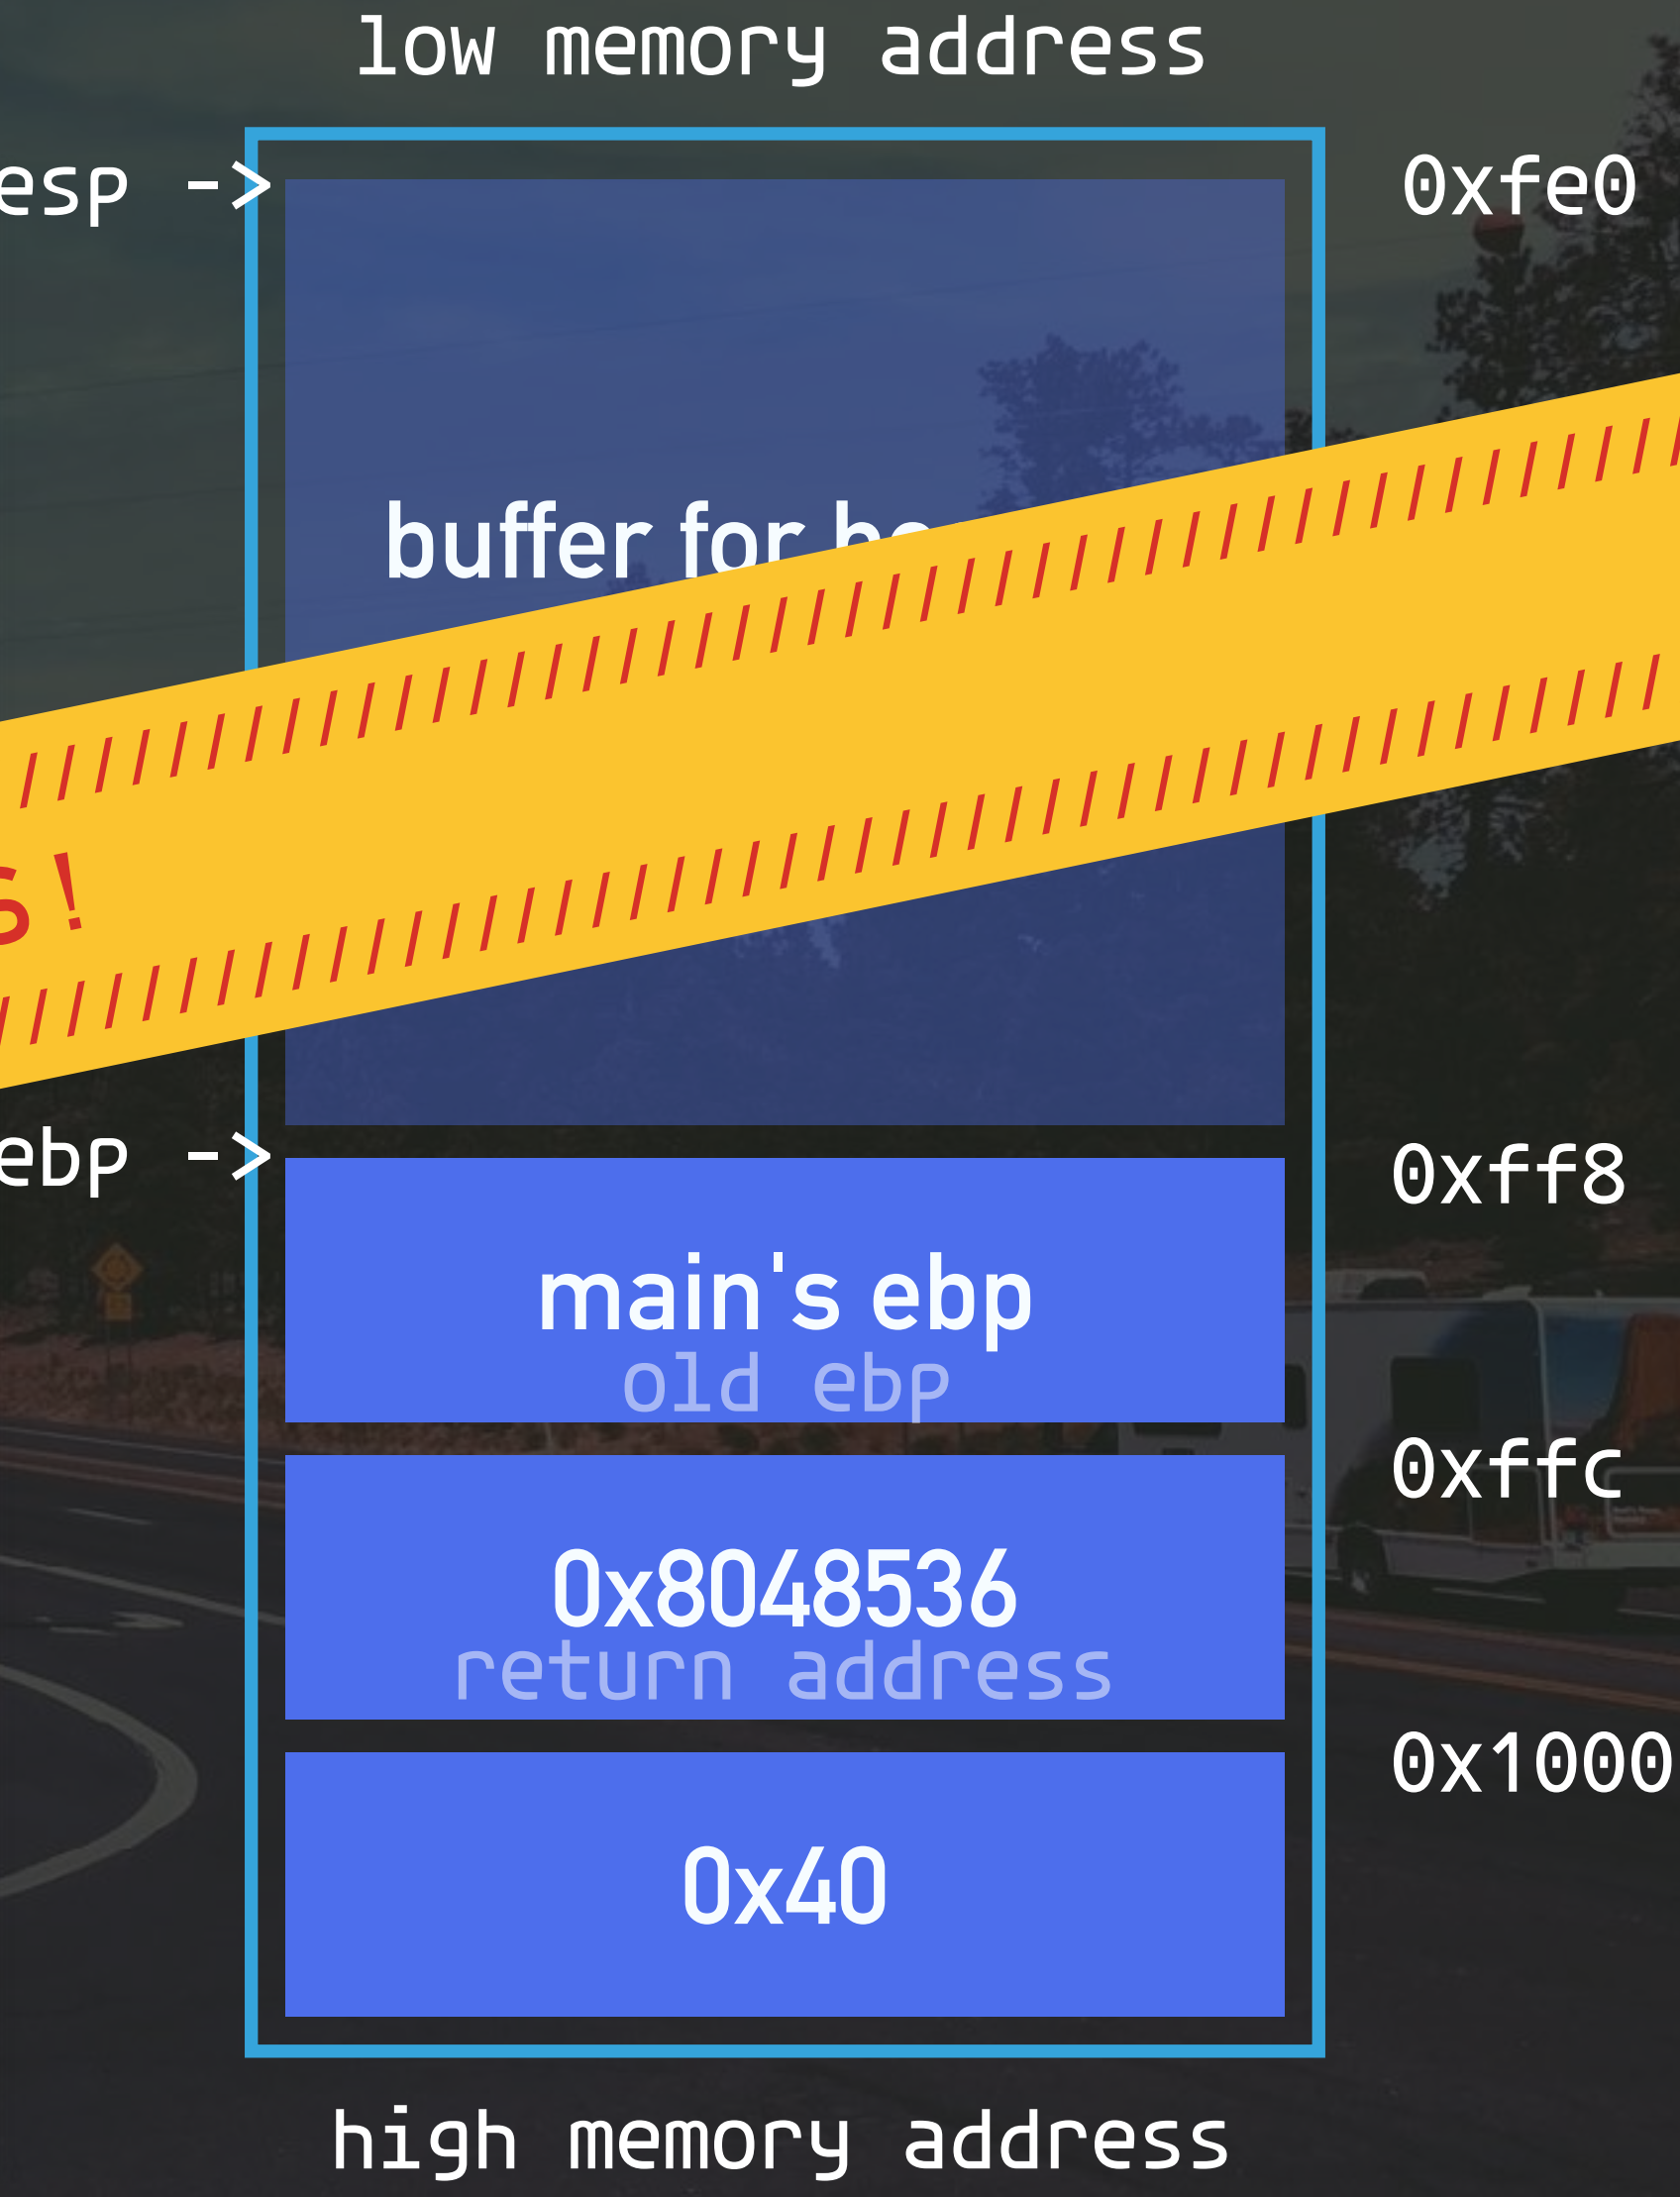 low memory address
esp -> 0xfe0
buffer for
s!
ebp -> 0xff8
main's ebp
old ebp
0xffc
0x8048536
return address
0x1000
0x40
high memory address